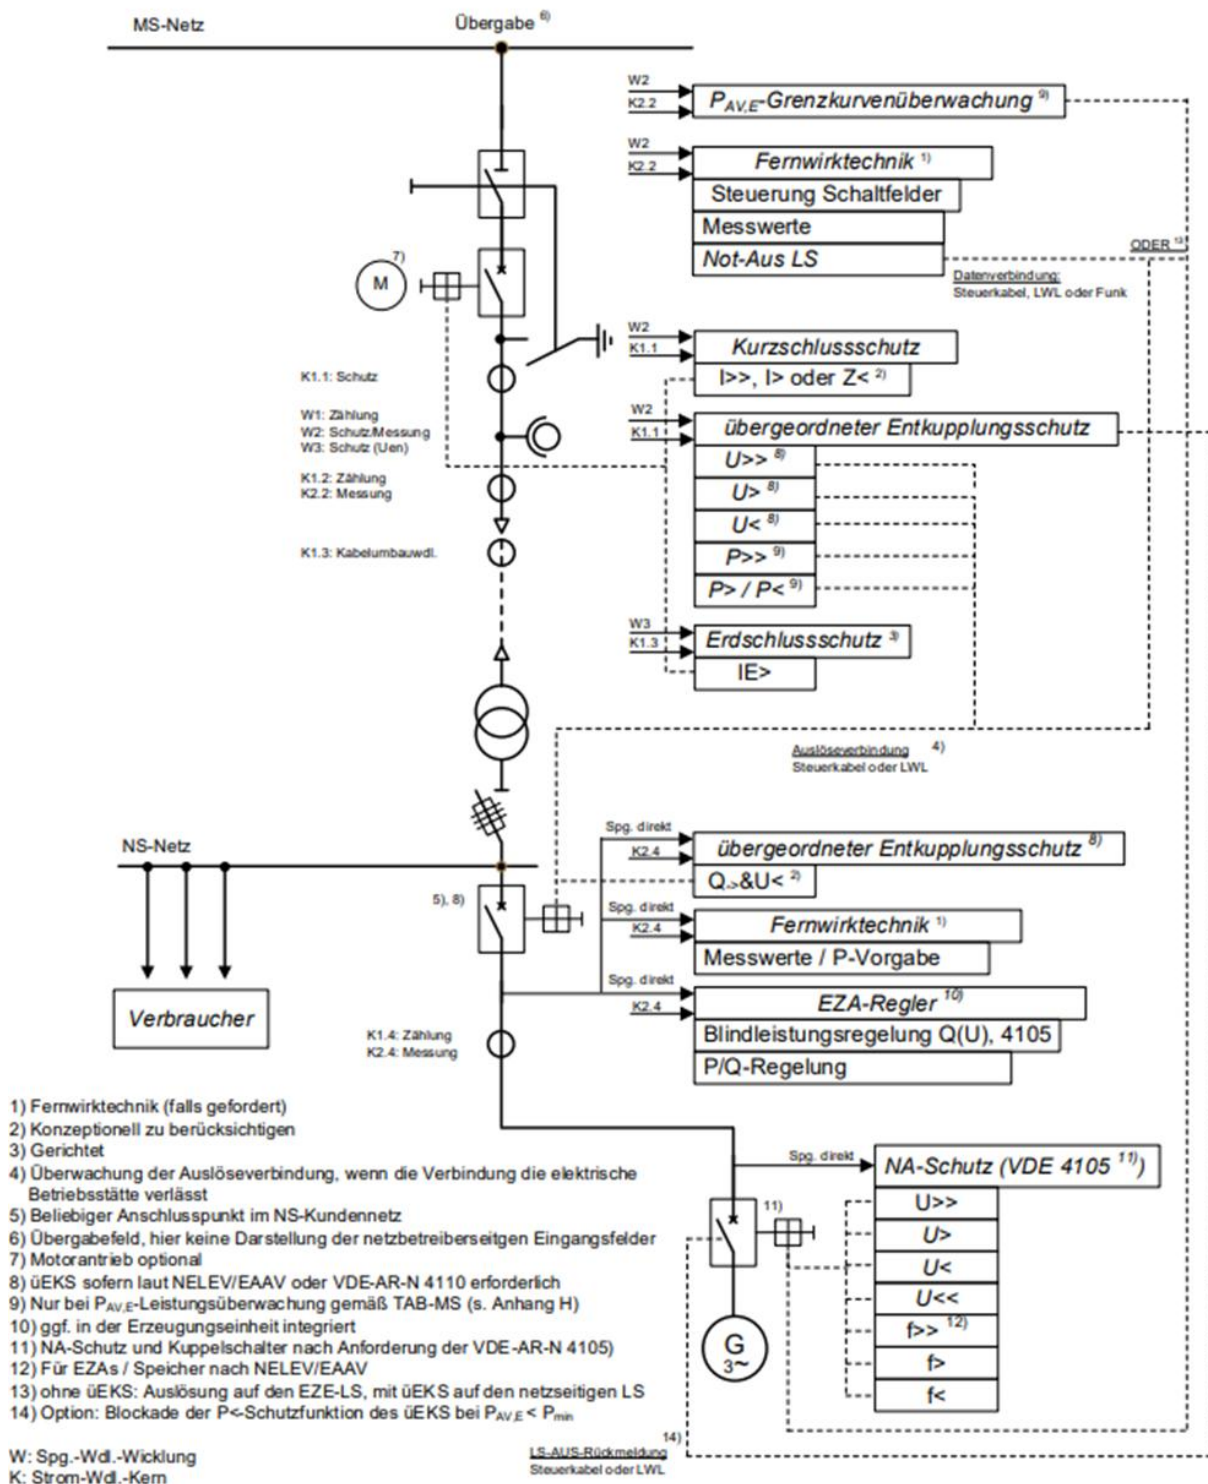 MS-Netz
Übergabe 6)
W2
K2.2
P_AV,E-Grenzkurvenüberwachung 9)
W2
K2.2
Fernwirktechnik 1)
Steuerung Schaltfelder
Messwerte
Not-Aus LS
ODER 13
Datenverbindung:
Steuerkabel, LWL oder Funk
7)
M
W2
K1.1
Kurzschlussschutz
I>>, I> oder Z< 2)
K1.1: Schutz
W1: Zählung
W2: Schutz/Messung
W3: Schutz (Uen)
K1.2: Zählung
K2.2: Messung
K1.3: Kabelumbauwdl.
W2
K1.1
übergeordneter Entkupplungsschutz
U>> 8)
U> 8)
U< 8)
P>> 9)
P> / P< 9)
W3
K1.3
Erdschlussschutz 3)
IE>
Auslöseverbindung 4)
Steuerkabel oder LWL
NS-Netz
5), 8)
Verbraucher
Spg. direkt
K2.4
übergeordneter Entkupplungsschutz 8)
Q->&U< 2)
Spg. direkt
K2.4
Fernwirktechnik 1)
Messwerte / P-Vorgabe
Spg. direkt
K2.4
EZA-Regler 10)
Blindleistungsregelung Q(U), 4105
P/Q-Regelung
K1.4: Zählung
K2.4: Messung
Spg. direkt
NA-Schutz (VDE 4105 11))
U>>
U>
U<
U<<
f>> 12)
f>
f<
11)
G
3~
1) Fernwirktechnik (falls gefordert)
2) Konzeptionell zu berücksichtigen
3) Gerichtet
4) Überwachung der Auslöseverbindung, wenn die Verbindung die elektrische
Betriebsstätte verlässt
5) Beliebiger Anschlusspunkt im NS-Kundennetz
6) Übergabefeld, hier keine Darstellung der netzbetreiberseitgen Eingangsfelder
7) Motorantrieb optional
8) üEKS sofern laut NELEV/EAAV oder VDE-AR-N 4110 erforderlich
9) Nur bei P_AV,E-Leistungsüberwachung gemäß TAB-MS (s. Anhang H)
10) ggf. in der Erzeugungseinheit integriert
11) NA-Schutz und Kuppelschalter nach Anforderung der VDE-AR-N 4105)
12) Für EZAs / Speicher nach NELEV/EAAV
13) ohne üEKS: Auslösung auf den EZE-LS, mit üEKS auf den netzseitigen LS
14) Option: Blockade der P<-Schutzfunktion des üEKS bei P_AV,E < P_min
W: Spg.-Wdl.-Wicklung
K: Strom-Wdl.-Kern
14)
LS-AUS-Rückmeldung
Steuerkabel oder LWL